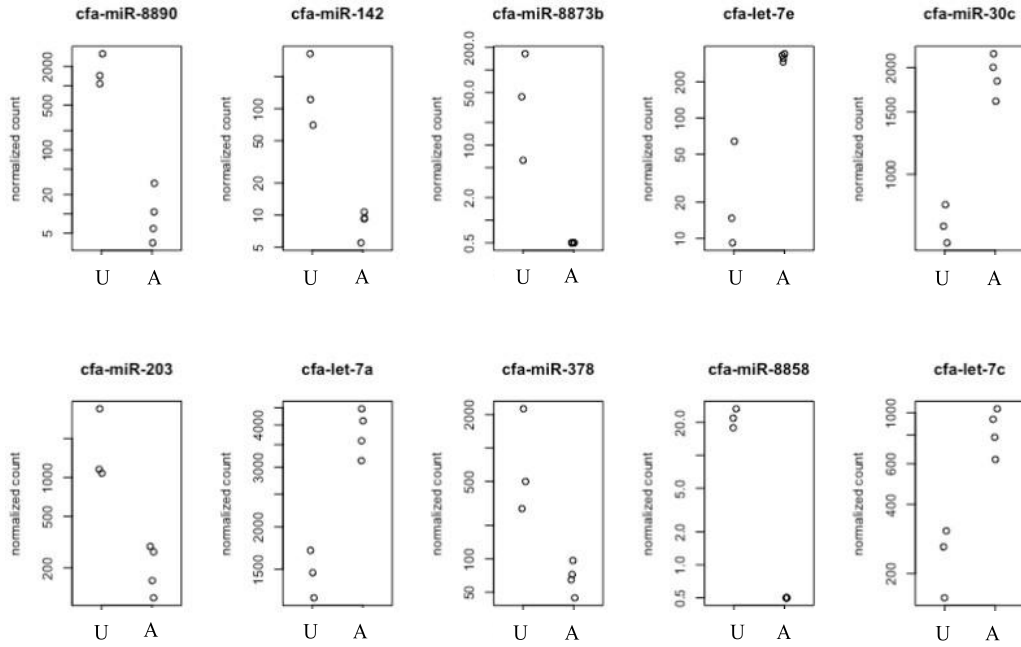 cfa-miR-8890 cfa-miR-142 cfa-miR-8873b cfa-let-7e cfa-miR-30c
normalized count
2000
500
100
20
5
U A
normalized count
100
50
20
10
5
U A
normalized count
200.0
50.0
10.0
2.0
0.5
U A
normalized count
200
100
50
20
10
U A
normalized count
2000
1500
1000
U A
cfa-miR-203 cfa-let-7a cfa-miR-378 cfa-miR-8858 cfa-let-7c
normalized count
1000
500
200
U A
normalized count
4000
3000
2000
1500
U A
normalized count
2000
500
100
50
U A
normalized count
20.0
5.0
2.0
1.0
0.5
U A
normalized count
1000
600
400
200
U A